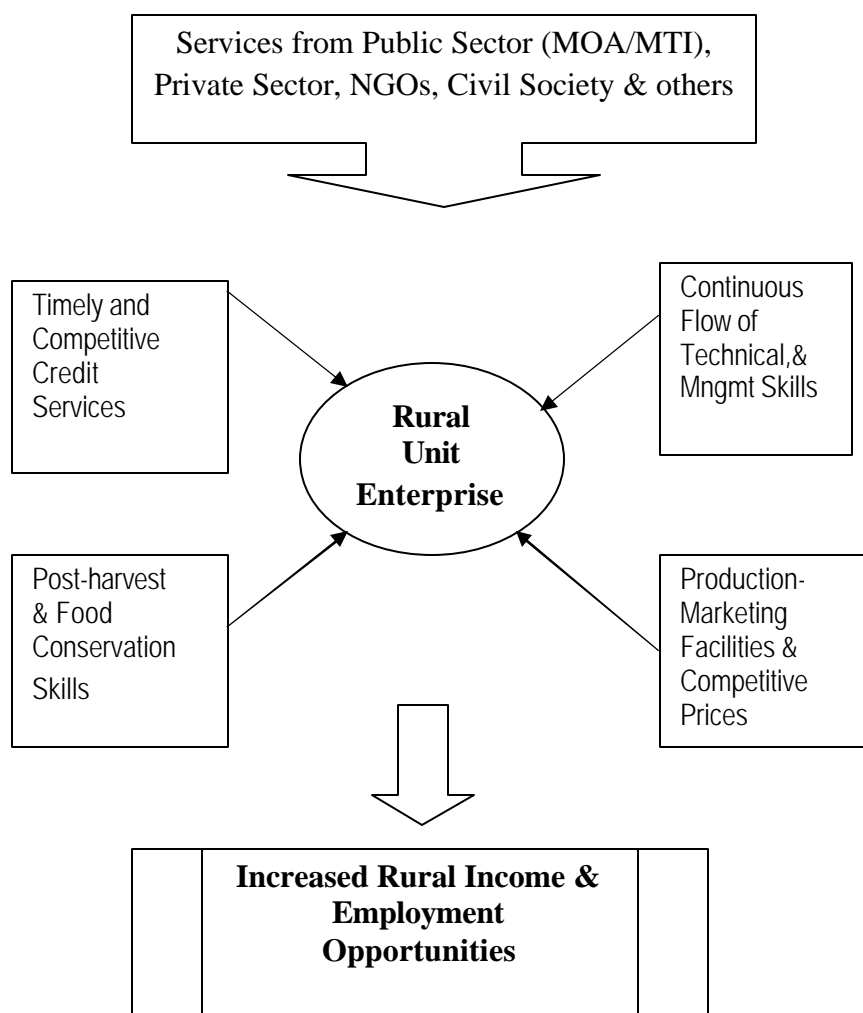 Services from Public Sector (MOA/MTI),
Private Sector, NGOs, Civil Society & others
Timely and
Competitive
Credit
Services
Continuous
Flow of
Technical,&
Mngmt Skills
Rural
Unit
Enterprise
Post-harvest
& Food
Conservation
Skills
Production-
Marketing
Facilities &
Competitive
Prices
Increased Rural Income &
Employment
Opportunities